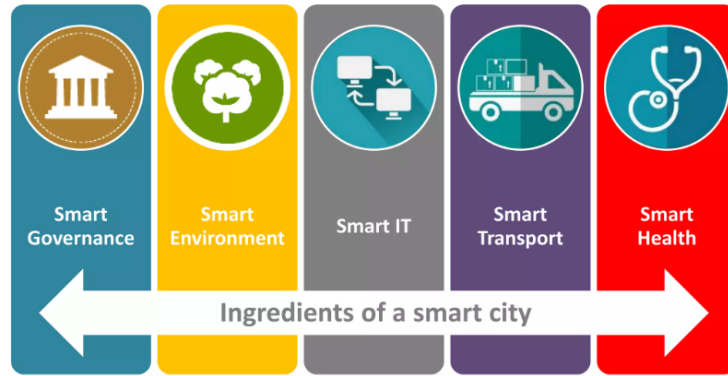 Smart
Governance
Smart
Environment
Smart IT
Smart
Transport
Smart
Health
Ingredients of a smart city